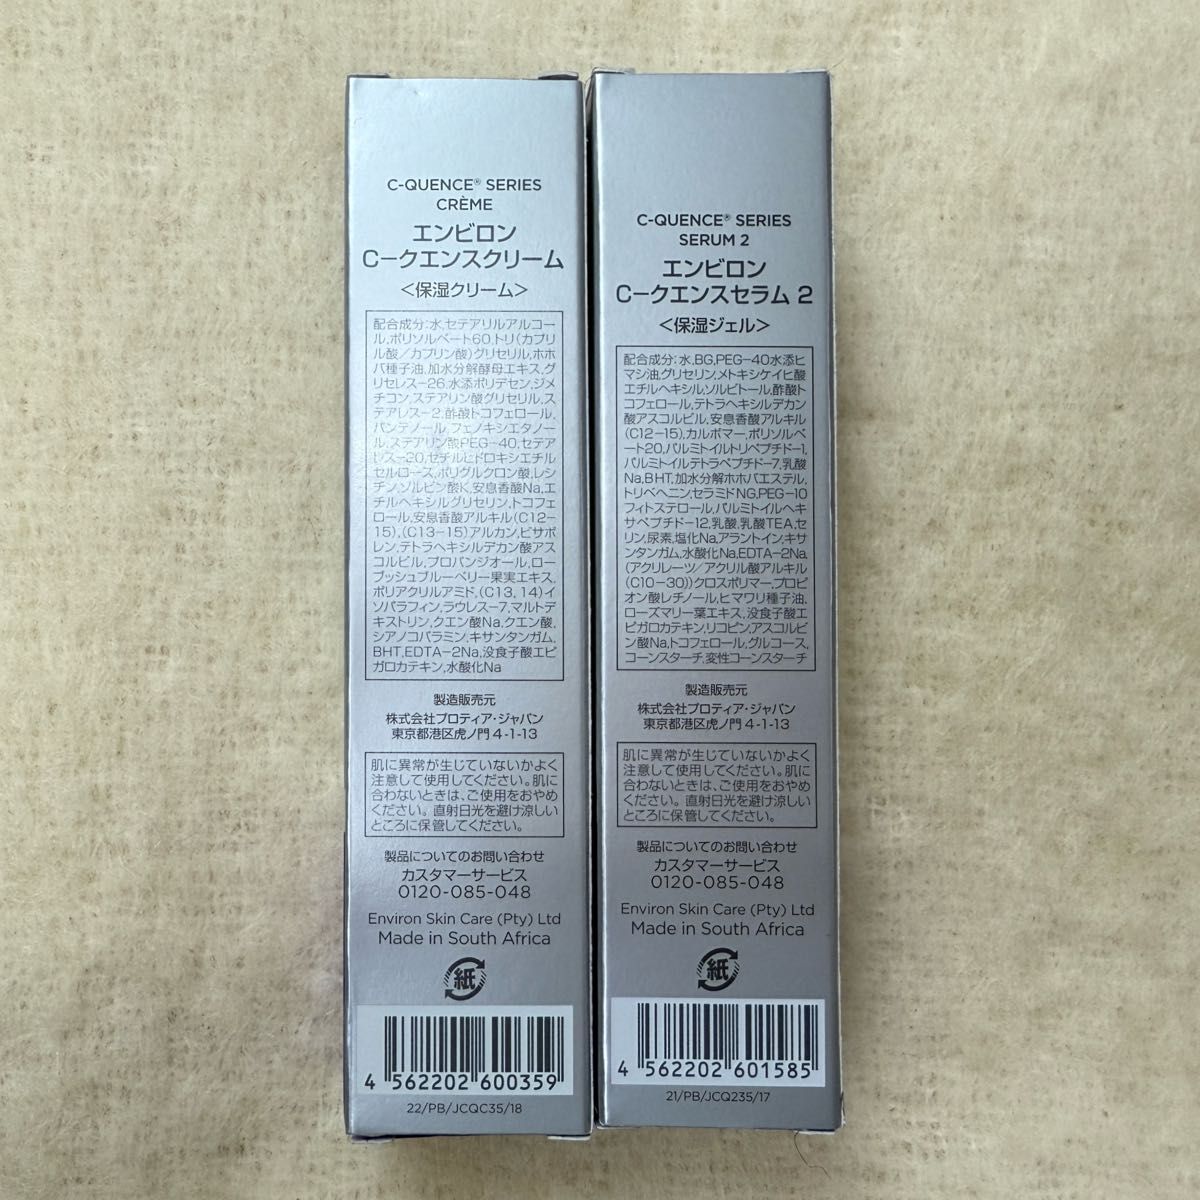 C-QUENCE® SERIES
CRÈME
エンビロン
C-クエンスクリーム
<保湿クリーム>
配合成分:水,セテアリルアルコー
ル,ポリソルベート60,トリ(カプリ
ル酸/カプリン酸)グリセリル,ホホ
バ種子油,加水分解酵母エキス,グ
リセレス-26,水添ポリデセン,ジメ
チコン,ステアリン酸グリセリル,ス
テアレス-2,酢酸トコフェロール,
パンテノール,フェノキシエタノー
ル,ステアリン酸PEG-40,セテア
レス-20,セチルヒドロキシエチル
セルロース,ポリグルクロン酸,レシ
チン,ソルビン酸K,安息香酸Na,エ
チルヘキシルグリセリン,トコフェ
ロール,安息香酸アルキル(C12-
15),(C13-15)アルカン,ビサボ
レン,テトラヘキシルデカン酸アス
コルビル,プロパンジオール,ロー
ブッシュブルーベリー果実エキス,
ポリアクリルアミド,(C13,14)イ
ソパラフィン,ラウレス-7,マルトデ
キストリン,クエン酸Na,クエン酸,
シアノコバラミン,キサンタンガム,
BHT,EDTA-2Na,没食子酸エピ
ガロカテキン,水酸化Na
製造販売元
株式会社プロティア・ジャパン
東京都港区虎ノ門4-1-13
肌に異常が生じていないかよく
注意して使用してください。肌に
合わないときは、ご使用をおやめ
ください。直射日光を避け涼しい
ところに保管してください。
製品についてのお問い合わせ
カスタマーサービス
0120-085-048
Environ Skin Care (Pty) Ltd
Made in South Africa
紙
4 562202 600359
22/PB/JCQC35/18
C-QUENCE® SERIES
SERUM 2
エンビロン
C-クエンスセラム 2
<保湿ジェル>
配合成分:水,BG,PEG-40水添ヒ
マシ油,グリセリン,メトキシケイヒ酸
エチルヘキシル,ソルビトール,酢酸ト
コフェロール,テトラヘキシルデカン
酸アスコルビル,安息香酸アルキル
(C12-15),カルボマー,ポリソルベ
ート20,パルミトイルトリペプチド-1,
パルミトイルテトラペプチド-7,乳酸
Na,BHT,加水分解ホホバエステル,
トリベヘニン,セラミドNG,PEG-10
フィトステロール,パルミトイルヘキ
サペプチド-12,乳酸,乳酸TEA,セ
リン,尿素,塩化Na,アラントイン,キサ
ンタンガム,水酸化Na,EDTA-2Na,
(アクリレーツ/アクリル酸アルキル
(C10-30))クロスポリマー,プロピ
オン酸レチノール,ヒマワリ種子油,
ローズマリー葉エキス,没食子酸エ
ピガロカテキン,リコピン,アスコルビ
ン酸Na,トコフェロール,グルコース,
コーンスターチ,変性コーンスターチ
製造販売元
株式会社プロティア・ジャパン
東京都港区虎ノ門4-1-13
肌に異常が生じていないかよく
注意して使用してください。肌に
合わないときは、ご使用をおやめ
ください。直射日光を避け涼しい
ところに保管してください。
製品についてのお問い合わせ
カスタマーサービス
0120-085-048
Environ Skin Care (Pty) Ltd
Made in South Africa
紙
4 562202 601585
21/PB/JCQ235/17